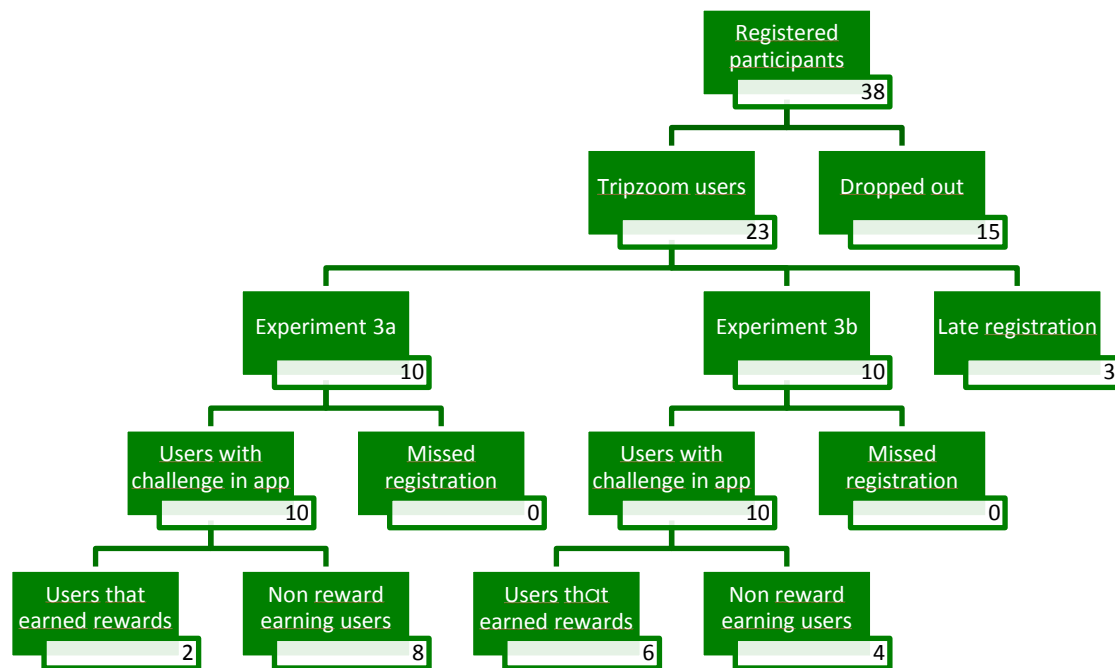 Registered
participants
38
Tripzoom users
23
Dropped out
15
Experiment 3a
10
Experiment 3b
10
Late registration
3
Users with
challenge in app
10
Missed
registration
0
Users with
challenge in app
10
Missed
registration
0
Users that
earned rewards
2
Non reward
earning users
8
Users that
earned rewards
6
Non reward
earning users
4